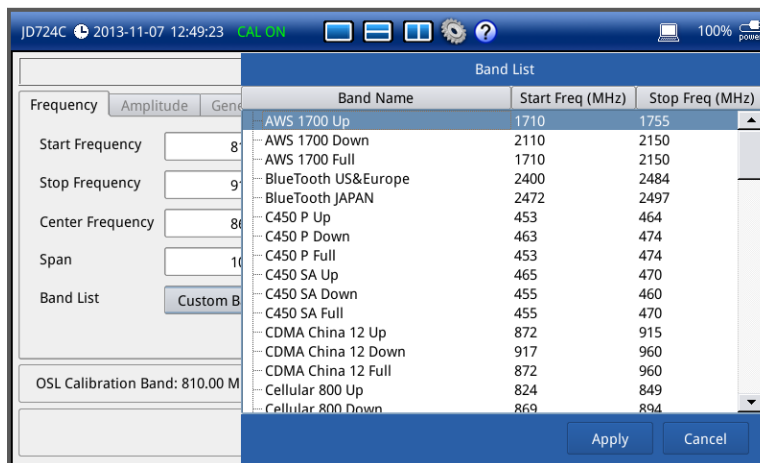 JD724C 2013-11-07 12:49:23 CAL ON ? 100% power
Band List
Frequency Amplitude
Band Name Start Freq (MHz) Stop Freq (MHz)
AWS 1700 Up 1710 1755
Start Frequency
AWS 1700 Down 2110 2150
AWS 1700 Full 1710 2150
Stop Frequency
BlueTooth US&Europe 2400 2484
BlueTooth JAPAN 2472 2497
Center Frequency
C450 P Up 453 464
C450 P Down 463 474
Span
C450 P Full 453 474
C450 SA Up 465 470
Band List Custom B
C450 SA Down 455 460
C450 SA Full 455 470
CDMA China 12 Up 872 915
CDMA China 12 Down 917 960
CDMA China 12 Full 872 960
OSL Calibration Band: 810.00 M
Cellular 800 Up 824 849
Cellular 800 Down 869 894
Apply Cancel